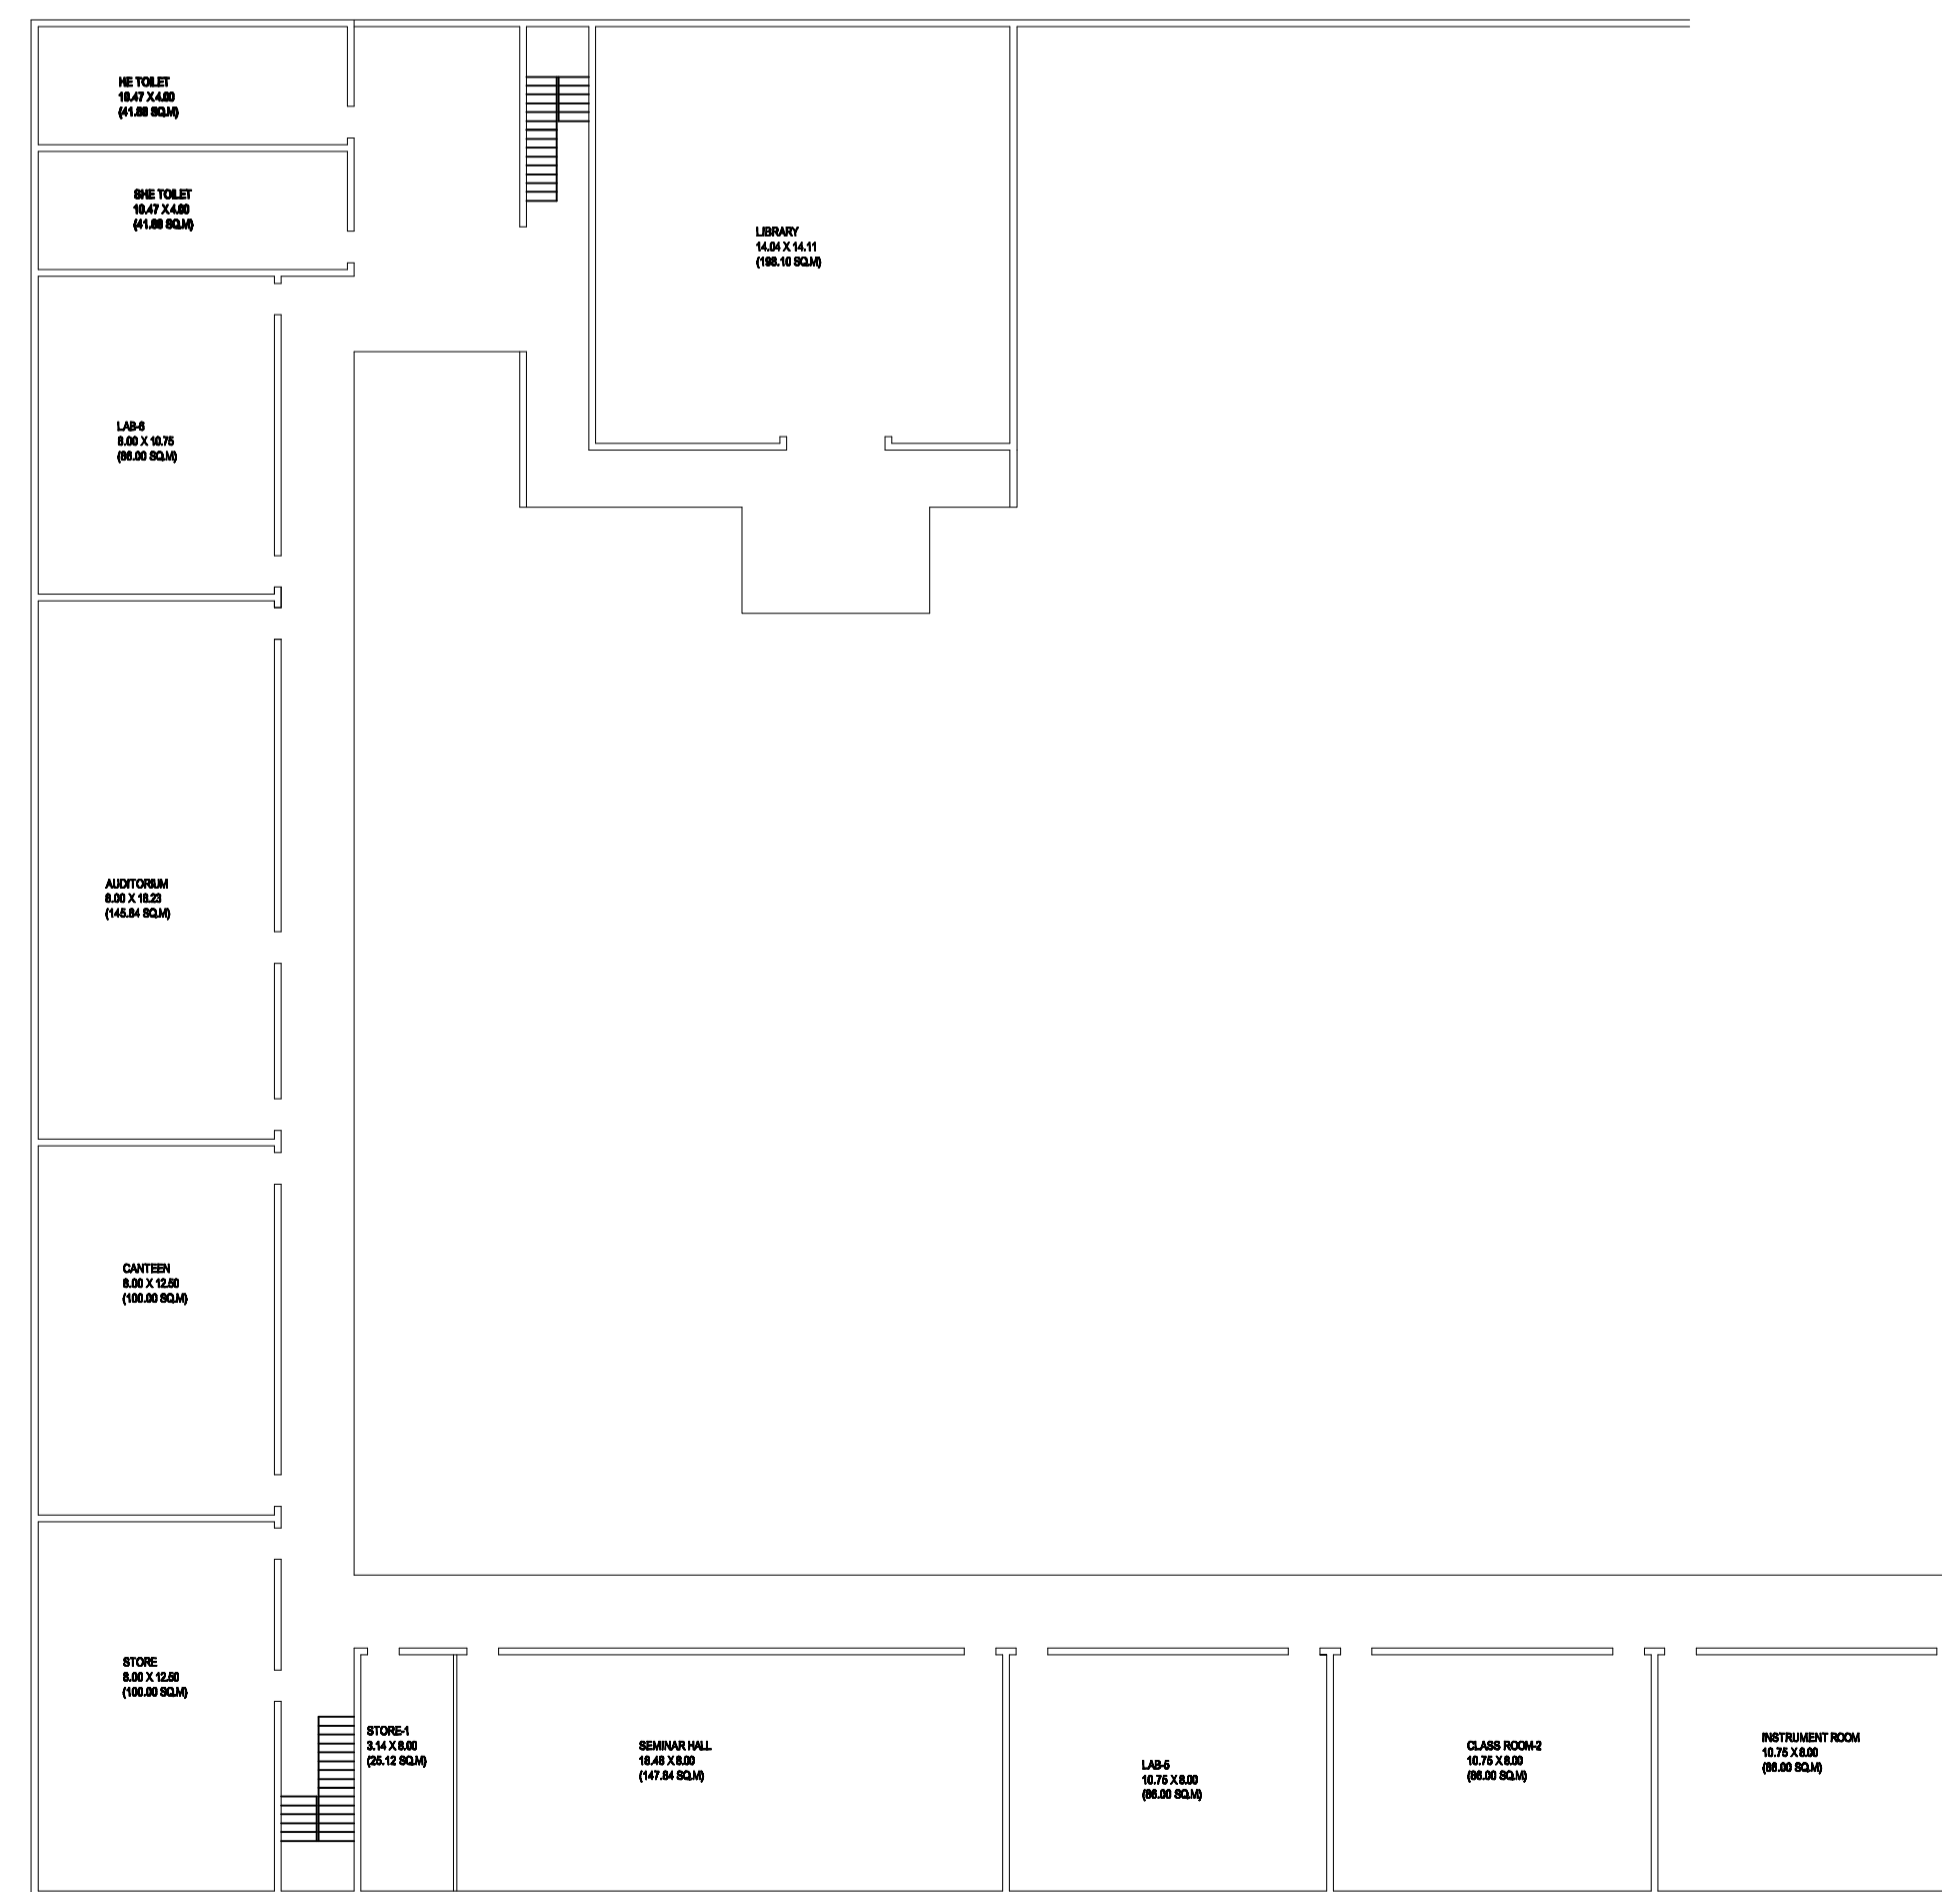 HE TOILET
10.47 X 4.00
(41.88 SQ.M)
SHE TOILET
10.47 X 4.00
(41.88 SQ.M)
LIBRARY
14.04 X 14.11
(198.10 SQ.M)
LAB-6
8.00 X 10.75
(86.00 SQ.M)
AUDITORIUM
8.00 X 18.23
(145.84 SQ.M)
CANTEEN
8.00 X 12.50
(100.00 SQ.M)
STORE
8.00 X 12.50
(100.00 SQ.M)
STORE-1
3.14 X 8.00
(25.12 SQ.M)
SEMINAR HALL
18.48 X 8.00
(147.84 SQ.M)
LAB-5
10.75 X 8.00
(86.00 SQ.M)
CLASS ROOM-2
10.75 X 8.00
(86.00 SQ.M)
INSTRUMENT ROOM
10.75 X 8.00
(86.00 SQ.M)